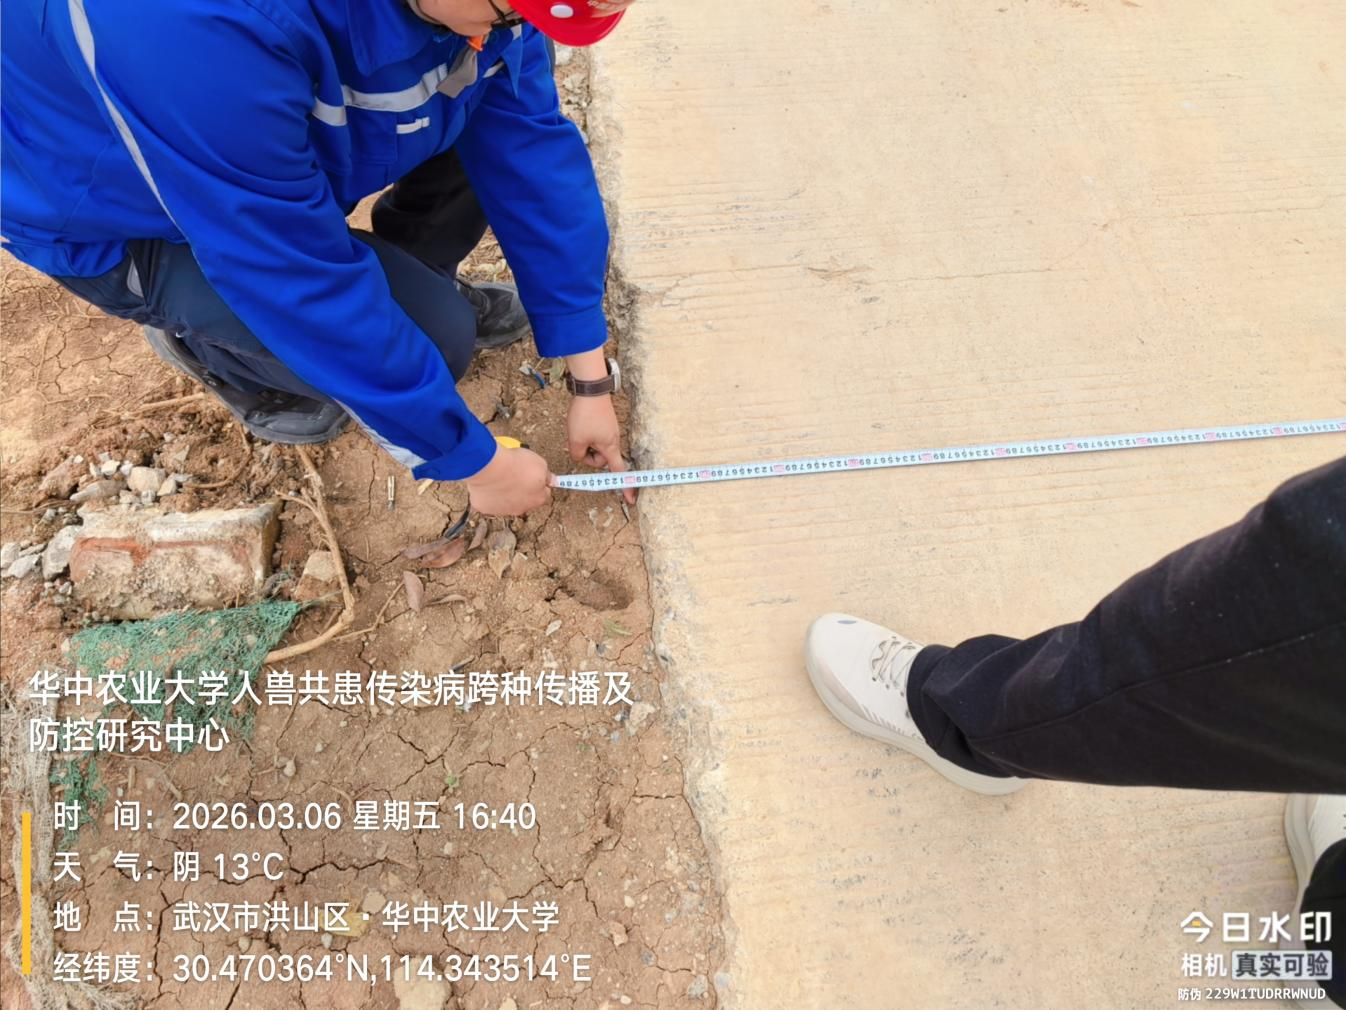 华中农业大学人兽共患传染病跨种传播及
防控研究中心
时　间：2026.03.06 星期五 16:40
天　气：阴 13°C
地　点：武汉市洪山区·华中农业大学
经纬度：30.470364°N,114.343514°E
今日水印
相机 真实可验
防伪 229W1TUDRRWNUD